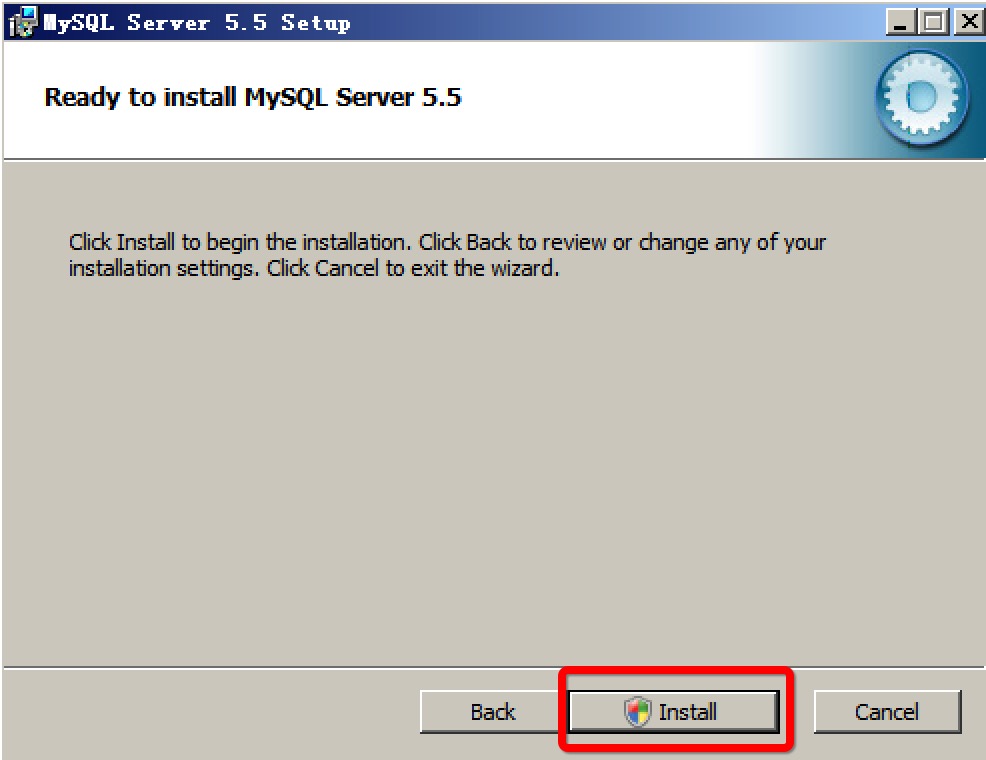 MySQL Server 5.5 Setup
Ready to install MySQL Server 5.5
Click Install to begin the installation. Click Back to review or change any of your
installation settings. Click Cancel to exit the wizard.
Back
Install
Cancel